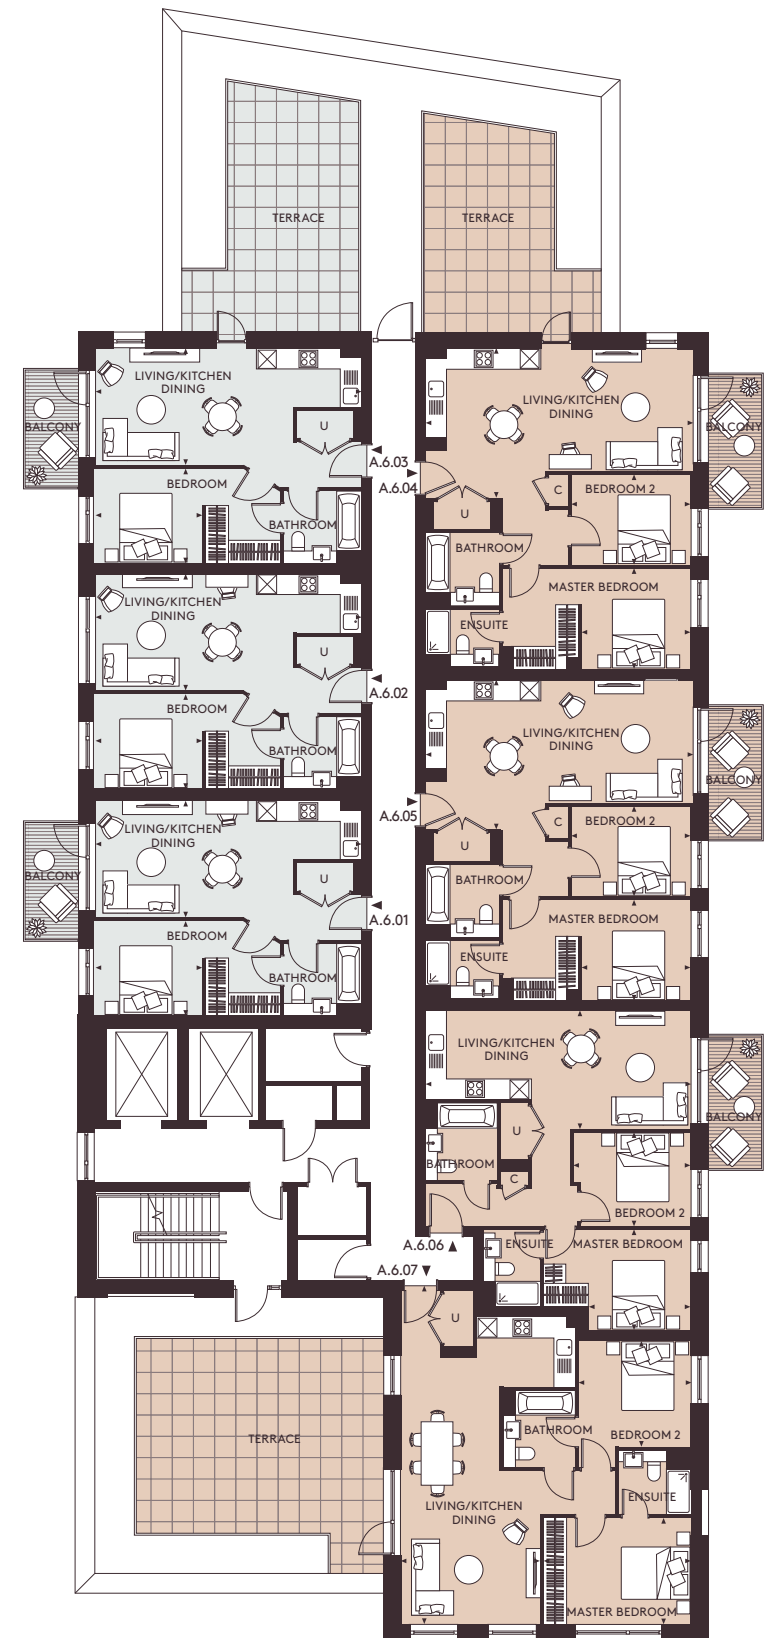 TERRACE
TERRACE
LIVING/KITCHEN
DINING
U
BALCONY
A.6.03
BEDROOM
BATHROOM
LIVING/KITCHEN
DINING
BALCONY
A.6.04
C
BEDROOM 2
U
BATHROOM
MASTER BEDROOM
ENSUITE
LIVING/KITCHEN
DINING
U
A.6.02
BEDROOM
BATHROOM
LIVING/KITCHEN
DINING
BALCONY
A.6.05
C
BEDROOM 2
U
BATHROOM
MASTER BEDROOM
ENSUITE
LIVING/KITCHEN
DINING
U
BALCONY
A.6.01
BEDROOM
BATHROOM
LIVING/KITCHEN
DINING
BALCONY
U
BATHROOM
C
BEDROOM 2
A.6.06
ENSUITE
MASTER BEDROOM
A.6.07
U
TERRACE
BATHROOM
BEDROOM 2
ENSUITE
LIVING/KITCHEN
DINING
MASTER BEDROOM